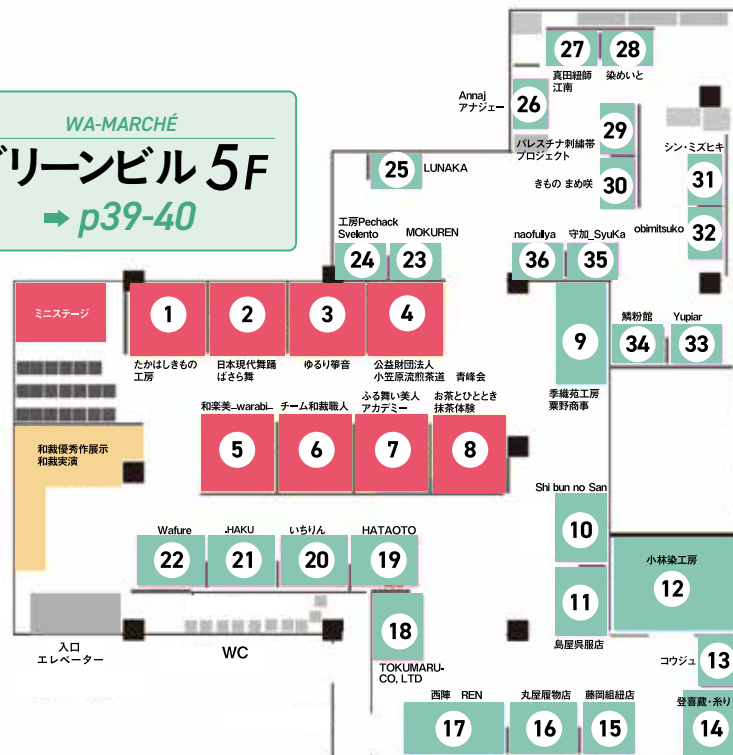 WA-MARCHÉ
グリーンビル 5F
➡ p39-40
27
28
真田紐師
江南
染めいと
Annaj
アナジェー
26
29
パレスチナ刺繍帯
プロジェクト
シン・ミズヒキ
31
25
LUNAKA
きもの まめ咲
30
工房Pechack
Svelento
MOKUREN
naofullya
守加_SyuKa
obimitsuko
32
24
23
36
35
ミニステージ
1
2
3
4
9
鱗粉館
Yupiar
34
33
たかはしきもの
工房
日本現代舞踊
ばさら舞
ゆるり箏音
公益財団法人
小笠原流煎茶道 青峰会
季織苑工房
粟野商事
和楽美_warabi_
チーム和裁職人
ふる舞い美人
アカデミー
お茶とひととき
抹茶体験
5
6
7
8
和裁優秀作展示
和裁実演
Shi bun no San
10
Wafure
.HAKU
いちりん
HATAOTO
22
21
20
19
小林染工房
12
11
島屋呉服店
18
TOKUMARU-
CO, LTD
入口
エレベーター
WC
コウジュ
13
西陣 REN
丸屋履物店
藤岡組紐店
登喜蔵・糸り
17
16
15
14